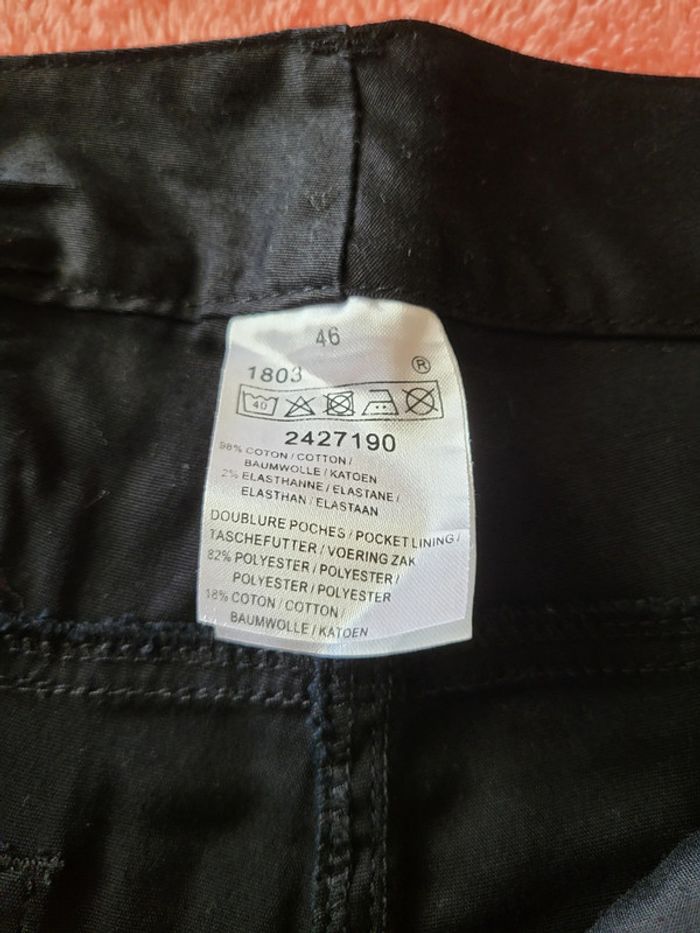 46
1803 ®
40
2427190
98% COTON / COTTON /
BAUMWOLLE / KATOEN
2% ELASTHANNE / ELASTANE /
ELASTHAN / ELASTAAN
DOUBLURE POCHES / POCKET LINING /
TASCHEFUTTER / VOERING ZAK
82% POLYESTER / POLYESTER /
POLYESTER / POLYESTER
18% COTON / COTTON /
BAUMWOLLE / KATOEN